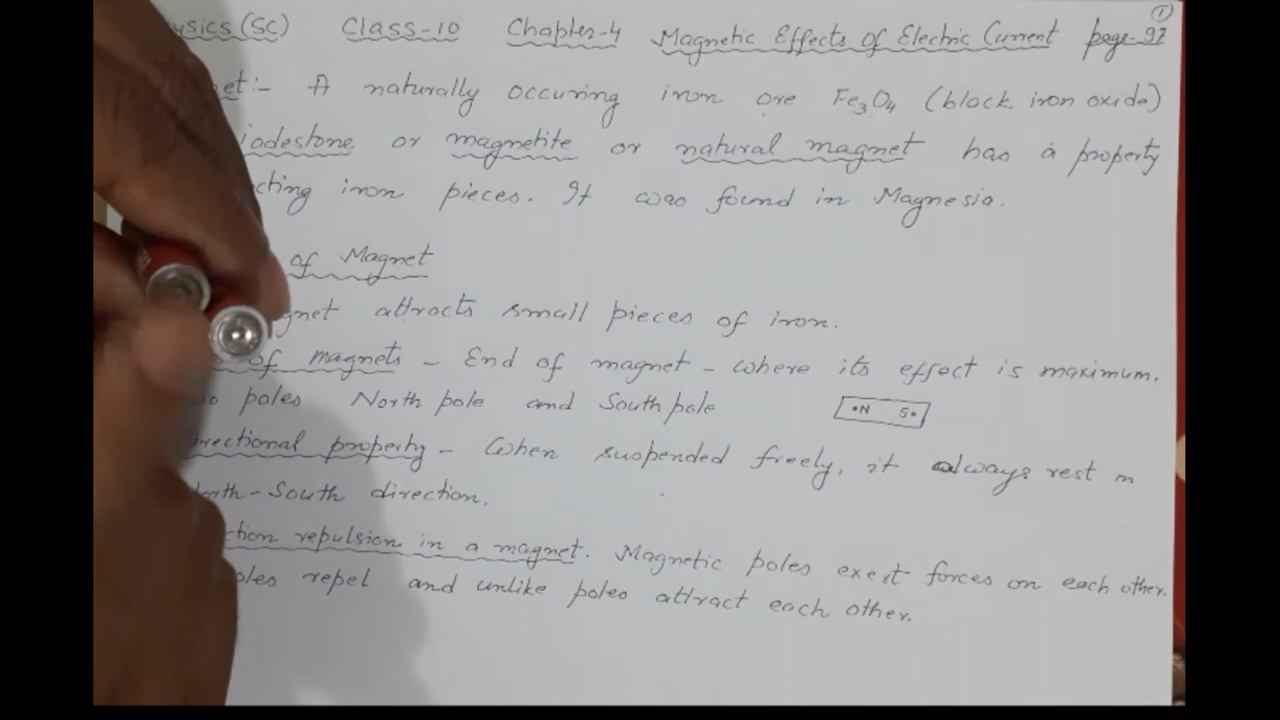 ①
ysics (SC) Class-10 Chapter-4 Magnetic Effects of Electric Current page-97
et:- A naturally occuring iron ore Fe₃O₄ (black iron oxide)
lodestone or magnetite or natural magnet has a property
cting iron pieces. It was found in Magnesia.
of Magnet
gnet attracts small pieces of iron.
of magnets - End of magnet - where its effect is maximum.
o poles North pole and South pole
•N S•
irectional property - When suspended freely, it always rest in
orth-South direction.
ction repulsion in a magnet. Magnetic poles exert forces on each other.
oles repel and unlike poles attract each other.